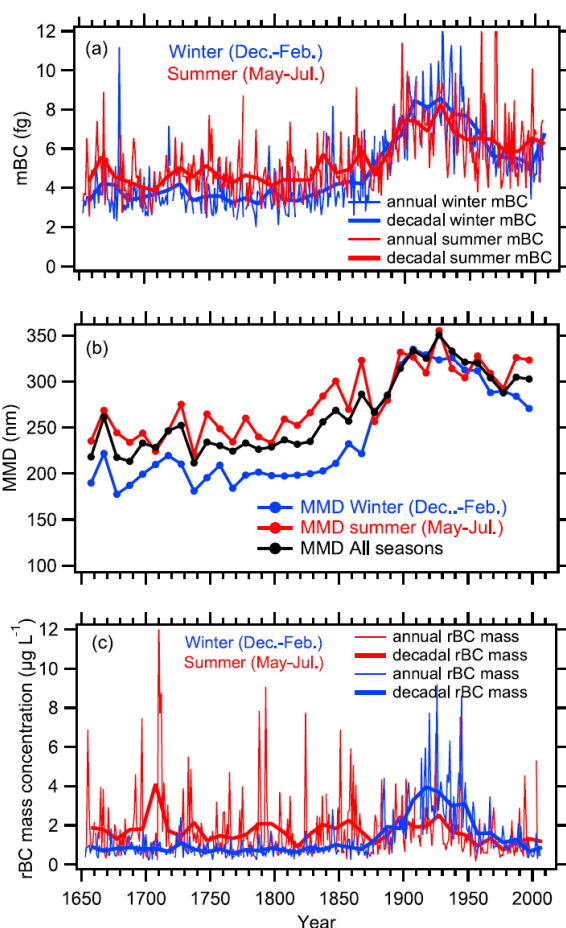 (a)
Winter (Dec.-Feb.)
Summer (May-Jul.)
12
10
8
6
4
2
0
mBC (fg)
annual winter mBC
decadal winter mBC
annual summer mBC
decadal summer mBC
(b)
350
300
250
200
150
100
MMD (nm)
MMD Winter (Dec..-Feb.)
MMD summer (May-Jul.)
MMD All seasons
(c)
Winter (Dec.-Feb.)
Summer (May-Jul.)
annual rBC mass
decadal rBC mass
annual rBC mass
decadal rBC mass
12
10
8
6
4
2
0
rBC mass concentration (µg L⁻¹)
1650 1700 1750 1800 1850 1900 1950 2000
Year